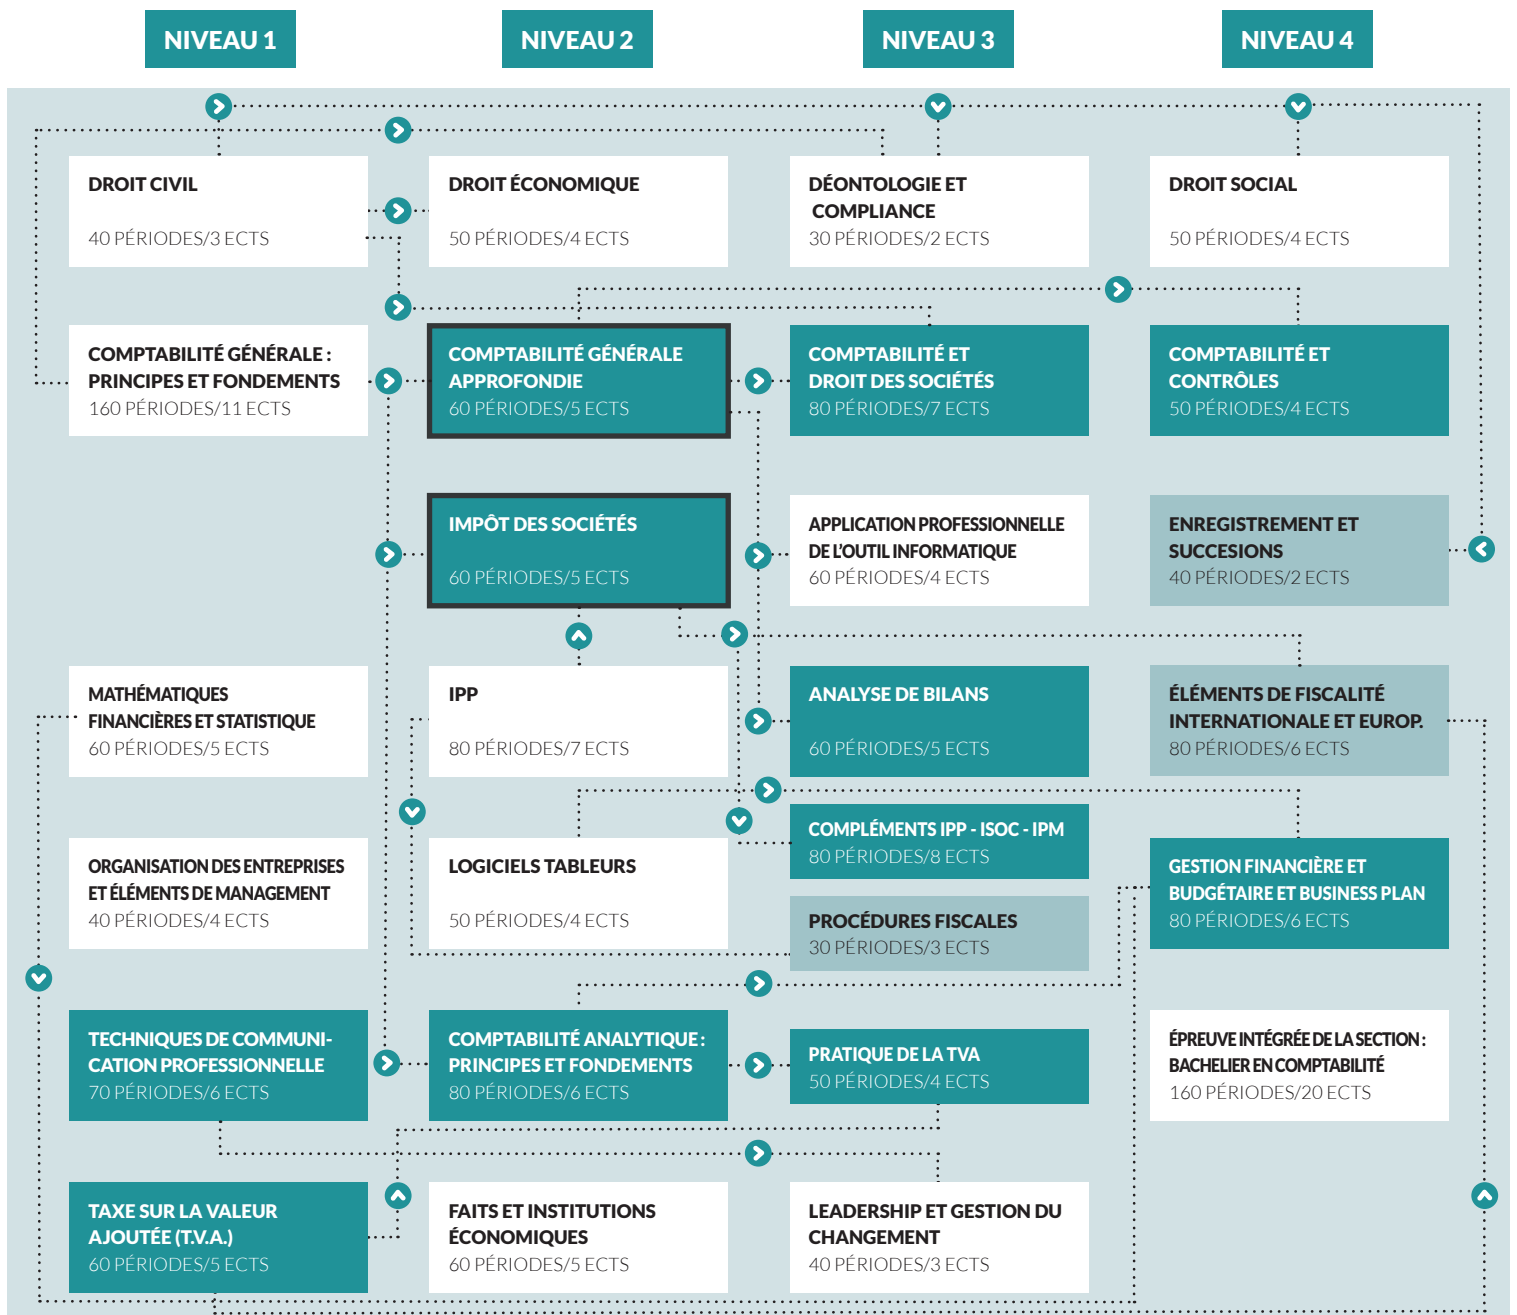 NIVEAU 1
NIVEAU 2
NIVEAU 3
NIVEAU 4
DROIT CIVIL
40 PÉRIODES/3 ECTS
DROIT ÉCONOMIQUE
50 PÉRIODES/4 ECTS
DÉONTOLOGIE ET
COMPLIANCE
30 PÉRIODES/2 ECTS
DROIT SOCIAL
50 PÉRIODES/4 ECTS
COMPTABILITÉ GÉNÉRALE :
PRINCIPES ET FONDEMENTS
160 PÉRIODES/11 ECTS
COMPTABILITÉ GÉNÉRALE
APPROFONDIE
60 PÉRIODES/5 ECTS
COMPTABILITÉ ET
DROIT DES SOCIÉTÉS
80 PÉRIODES/7 ECTS
COMPTABILITÉ ET
CONTRÔLES
50 PÉRIODES/4 ECTS
IMPÔT DES SOCIÉTÉS
60 PÉRIODES/5 ECTS
APPLICATION PROFESSIONNELLE
DE L'OUTIL INFORMATIQUE
60 PÉRIODES/4 ECTS
ENREGISTREMENT ET
SUCCESIONS
40 PÉRIODES/2 ECTS
MATHÉMATIQUES
FINANCIÈRES ET STATISTIQUE
60 PÉRIODES/5 ECTS
IPP
80 PÉRIODES/7 ECTS
ANALYSE DE BILANS
60 PÉRIODES/5 ECTS
ÉLÉMENTS DE FISCALITÉ
INTERNATIONALE ET EUROP.
80 PÉRIODES/6 ECTS
ORGANISATION DES ENTREPRISES
ET ÉLÉMENTS DE MANAGEMENT
40 PÉRIODES/4 ECTS
LOGICIELS TABLEURS
50 PÉRIODES/4 ECTS
COMPLÉMENTS IPP - ISOC - IPM
80 PÉRIODES/8 ECTS
PROCÉDURES FISCALES
30 PÉRIODES/3 ECTS
GESTION FINANCIÈRE ET
BUDGÉTAIRE ET BUSINESS PLAN
80 PÉRIODES/6 ECTS
TECHNIQUES DE COMMUNI-
CATION PROFESSIONNELLE
70 PÉRIODES/6 ECTS
COMPTABILITÉ ANALYTIQUE :
PRINCIPES ET FONDEMENTS
80 PÉRIODES/6 ECTS
PRATIQUE DE LA TVA
50 PÉRIODES/4 ECTS
ÉPREUVE INTÉGRÉE DE LA SECTION :
BACHELIER EN COMPTABILITÉ
160 PÉRIODES/20 ECTS
TAXE SUR LA VALEUR
AJOUTÉE (T.V.A.)
60 PÉRIODES/5 ECTS
FAITS ET INSTITUTIONS
ÉCONOMIQUES
60 PÉRIODES/5 ECTS
LEADERSHIP ET GESTION DU
CHANGEMENT
40 PÉRIODES/3 ECTS